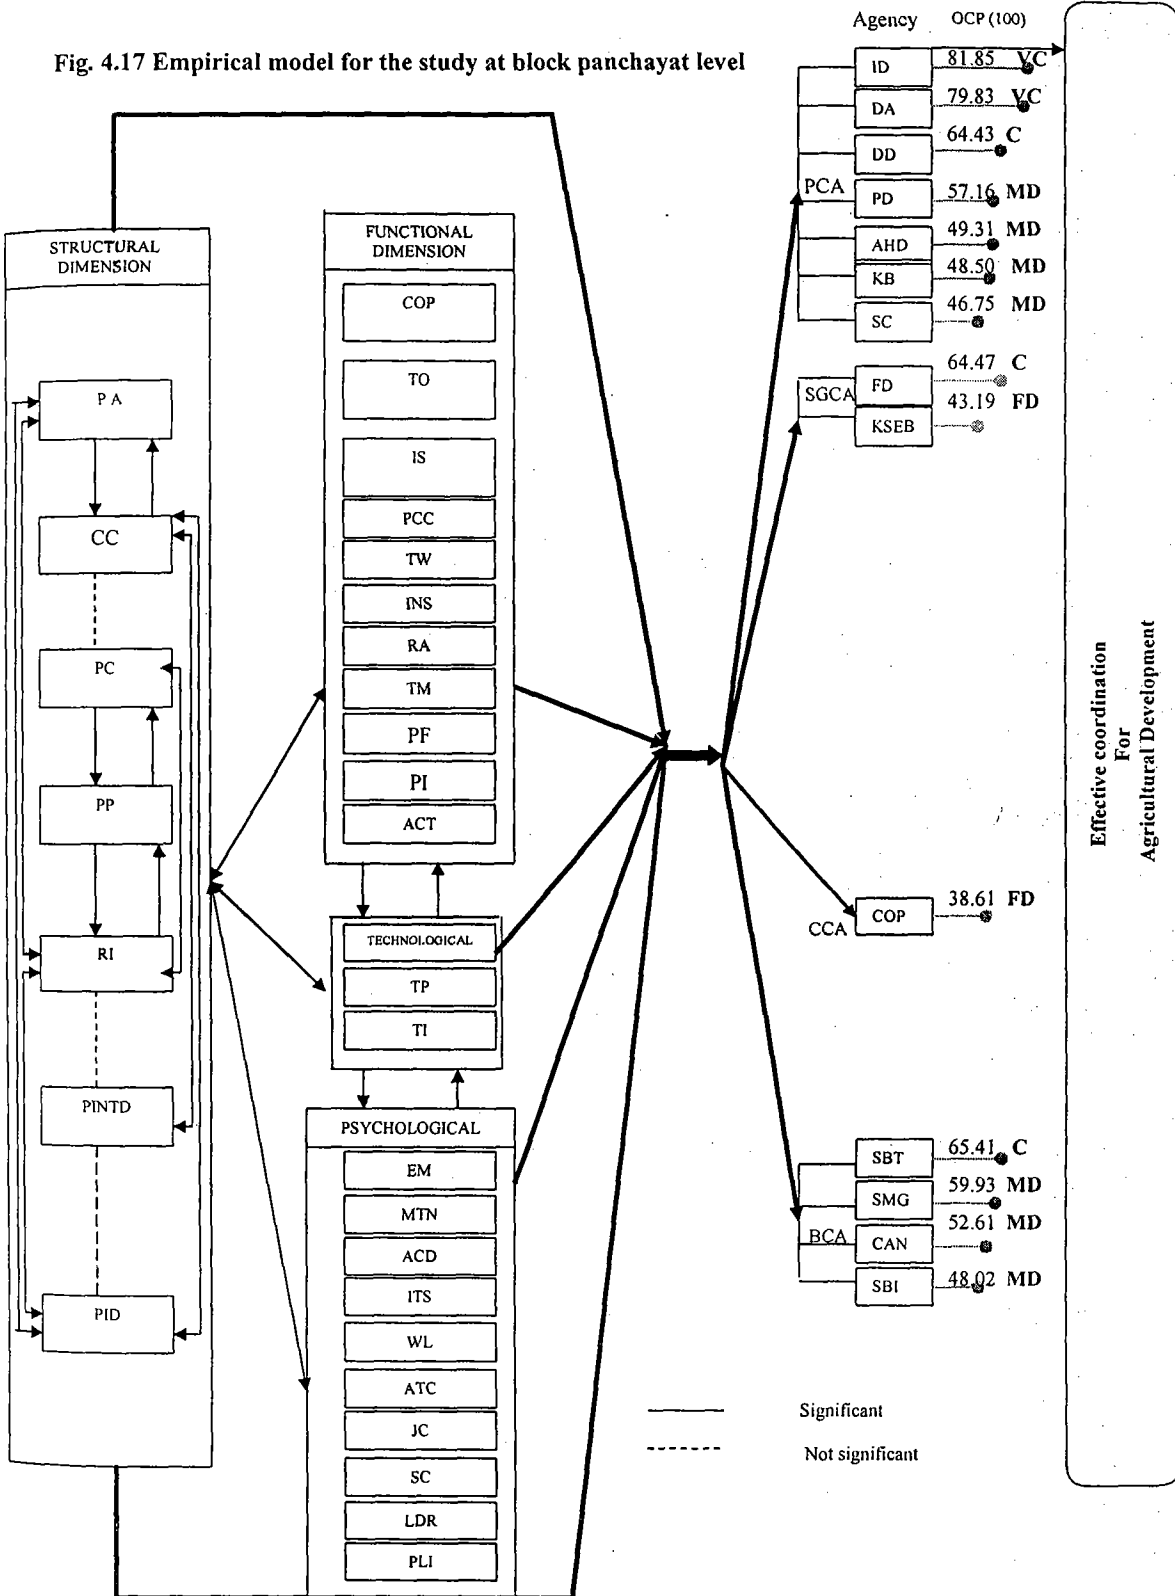 Fig. 4.17 Empirical model for the study at block panchayat level
Agency OCP (100)
STRUCTURAL
DIMENSION
P A
CC
PC
PP
RI
PINTD
PID
FUNCTIONAL
DIMENSION
COP
TO
IS
PCC
TW
INS
RA
TM
PF
PI
ACT
TECHNOLOGICAL
TP
TI
PSYCHOLOGICAL
EM
MTN
ACD
ITS
WL
ATC
JC
SC
LDR
PLI
PCA
ID 81.85 VC
DA 79.83 VC
DD 64.43 C
PD 57.16 MD
AHD 49.31 MD
KB 48.50 MD
SC 46.75 MD
SGCA
FD 64.47 C
KSEB 43.19 FD
CCA
COP 38.61 FD
BCA
SBT 65.41 C
SMG 59.93 MD
CAN 52.61 MD
SBI 48.02 MD
Significant
Not significant
Effective coordination
For
Agricultural Development